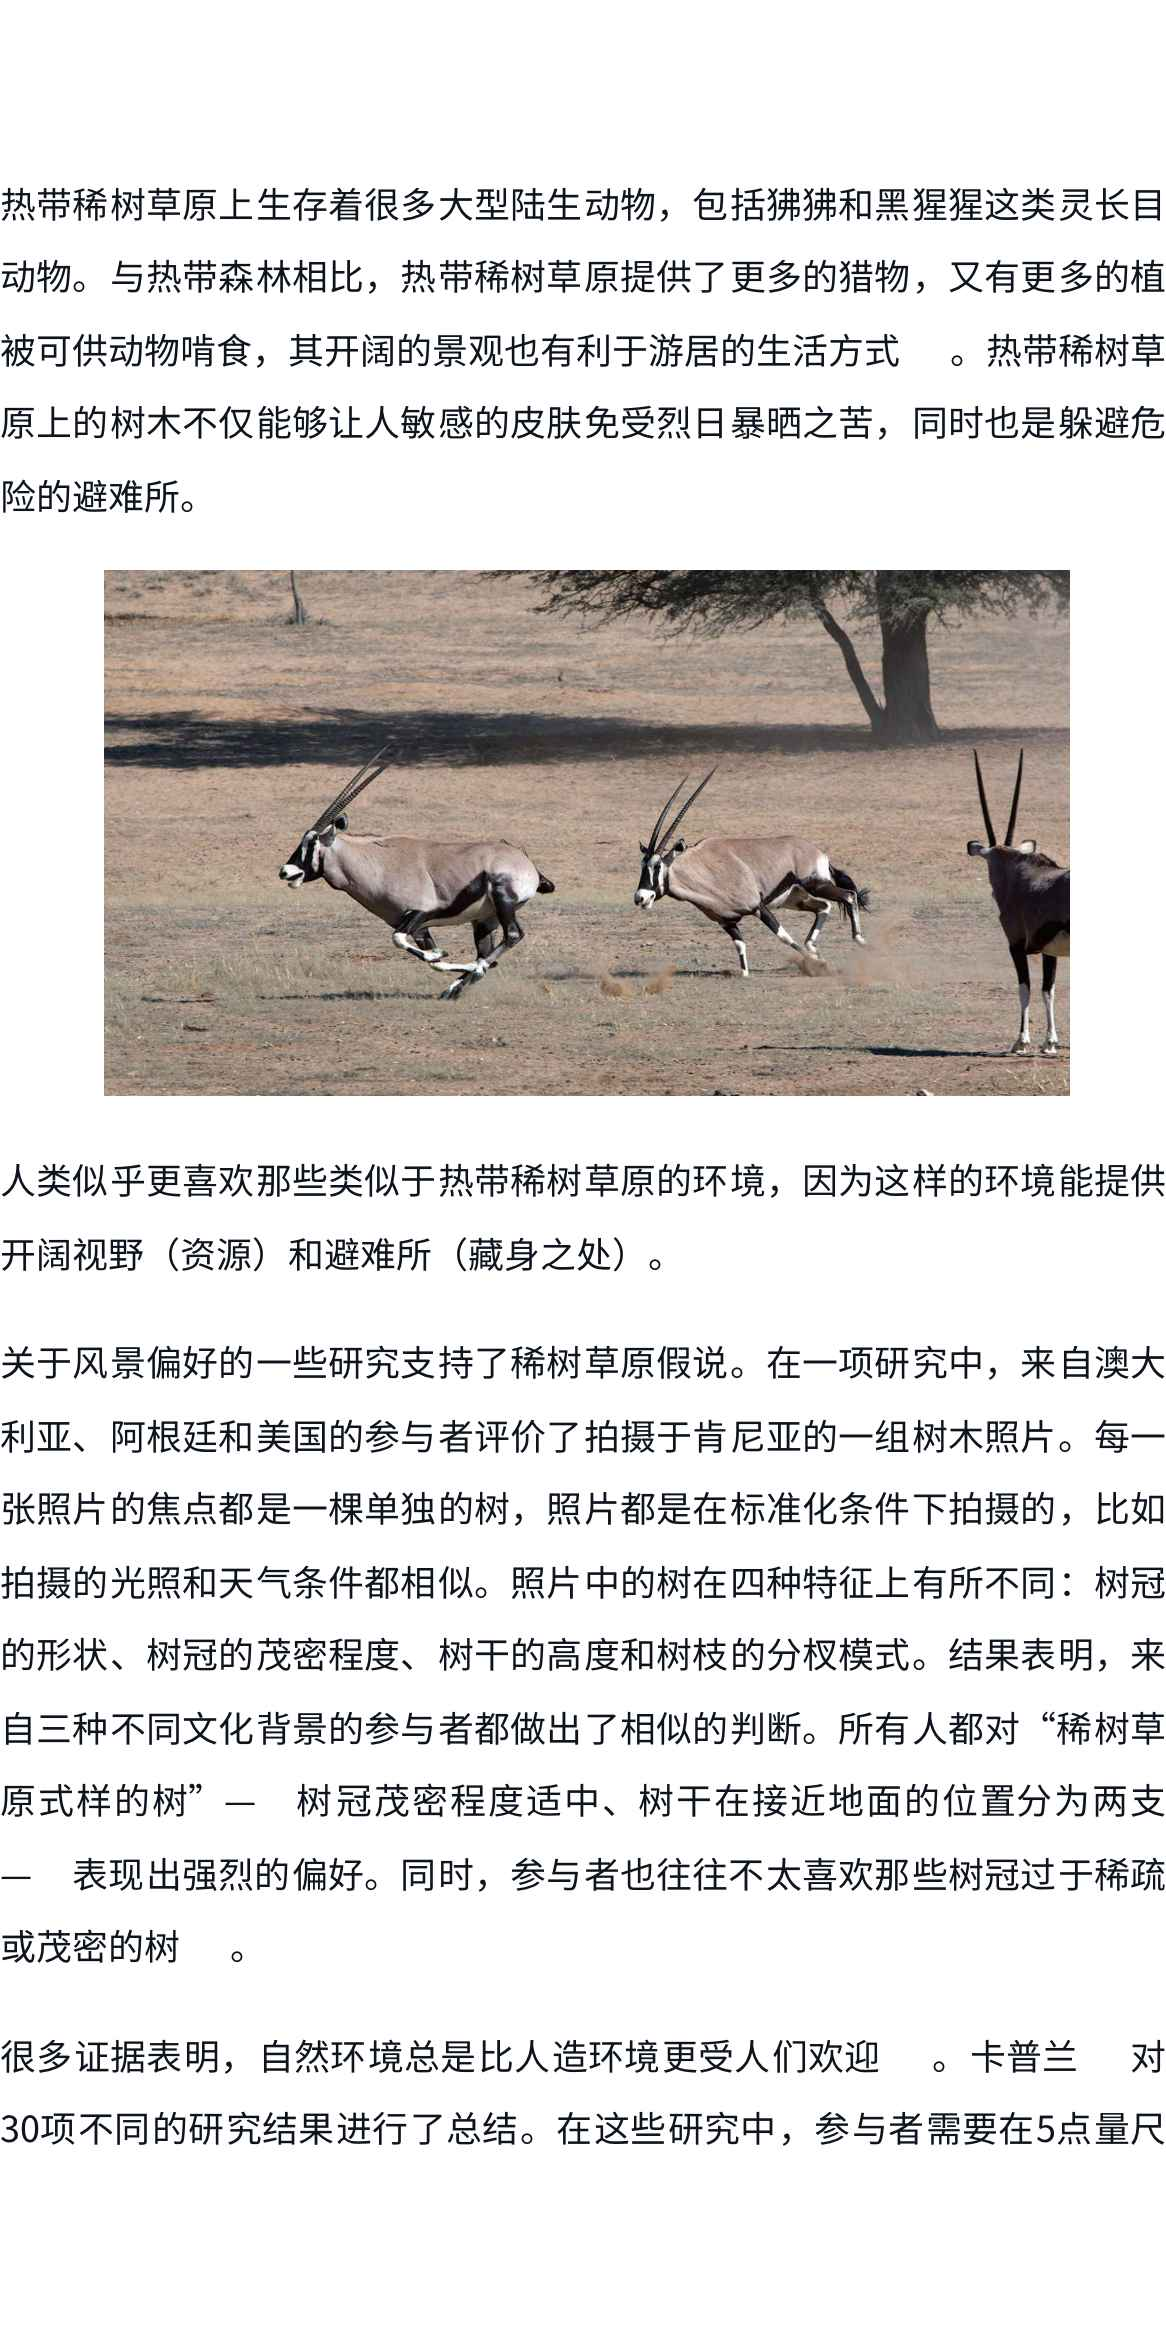 热带稀树草原上生存着很多大型陆生动物，包括狒狒和黑猩猩这类灵长目
动物。与热带森林相比，热带稀树草原提供了更多的猎物，又有更多的植
被可供动物啃食，其开阔的景观也有利于游居的生活方式 。热带稀树草
原上的树木不仅能够让人敏感的皮肤免受烈日暴晒之苦，同时也是躲避危
险的避难所。
人类似乎更喜欢那些类似于热带稀树草原的环境，因为这样的环境能提供
开阔视野（资源）和避难所（藏身之处）。
关于风景偏好的一些研究支持了稀树草原假说。在一项研究中，来自澳大
利亚、阿根廷和美国的参与者评价了拍摄于肯尼亚的一组树木照片。每一
张照片的焦点都是一棵单独的树，照片都是在标准化条件下拍摄的，比如
拍摄的光照和天气条件都相似。照片中的树在四种特征上有所不同：树冠
的形状、树冠的茂密程度、树干的高度和树枝的分杈模式。结果表明，来
自三种不同文化背景的参与者都做出了相似的判断。所有人都对“稀树草
原式样的树”— 树冠茂密程度适中、树干在接近地面的位置分为两支
— 表现出强烈的偏好。同时，参与者也往往不太喜欢那些树冠过于稀疏
或茂密的树 。
很多证据表明，自然环境总是比人造环境更受人们欢迎 。卡普兰 对
30项不同的研究结果进行了总结。在这些研究中，参与者需要在5点量尺